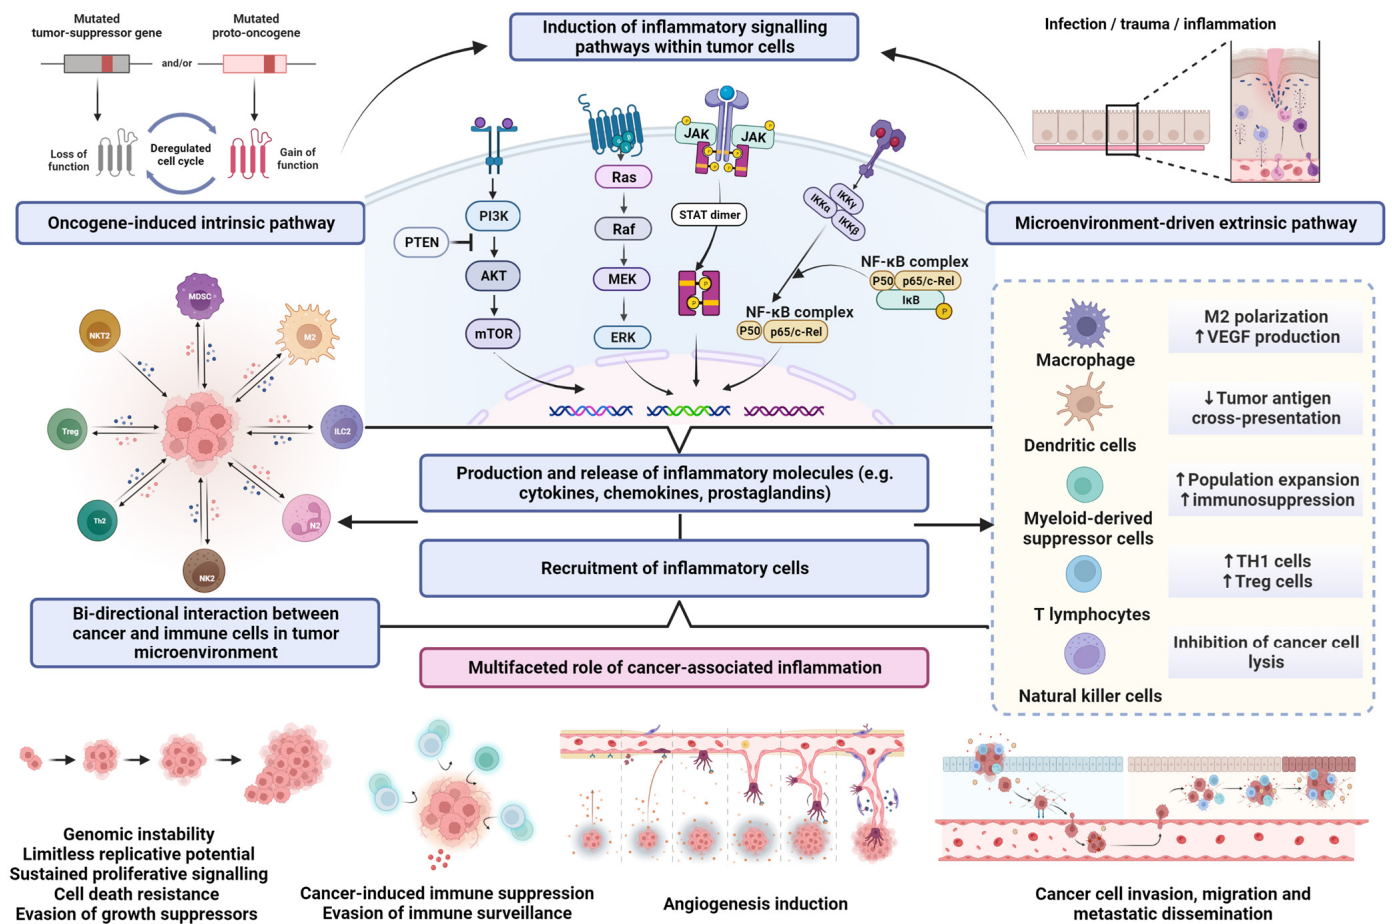 Mutated
tumor-suppressor gene
Mutated
proto-oncogene
and/or
Loss of
function
Deregulated
cell cycle
Gain of
function
Oncogene-induced intrinsic pathway
Induction of inflammatory signalling
pathways within tumor cells
Infection / trauma / inflammation
Microenvironment-driven extrinsic pathway
PI3K
PTEN
AKT
mTOR
Ras
Raf
MEK
ERK
JAK
JAK
P
P
P
P
P
P
STAT dimer
P
P
IKKα
IKKγ
IKKβ
NF-κB complex
P50
p65/c-Rel
IκB
P
NF-κB complex
P50
p65/c-Rel
MDSC
M2
NKT2
Treg
ILC2
Th2
N2
NK2
Bi-directional interaction between
cancer and immune cells in tumor
microenvironment
Production and release of inflammatory molecules (e.g.
cytokines, chemokines, prostaglandins)
Recruitment of inflammatory cells
Multifaceted role of cancer-associated inflammation
Macrophage
M2 polarization
↑VEGF production
Dendritic cells
↓Tumor antigen
cross-presentation
Myeloid-derived
suppressor cells
↑Population expansion
↑immunosuppression
T lymphocytes
↑TH1 cells
↑Treg cells
Natural killer cells
Inhibition of cancer cell
lysis
Genomic instability
Limitless replicative potential
Sustained proliferative signalling
Cell death resistance
Evasion of growth suppressors
Cancer-induced immune suppression
Evasion of immune surveillance
Angiogenesis induction
Cancer cell invasion, migration and
metastatic dissemination